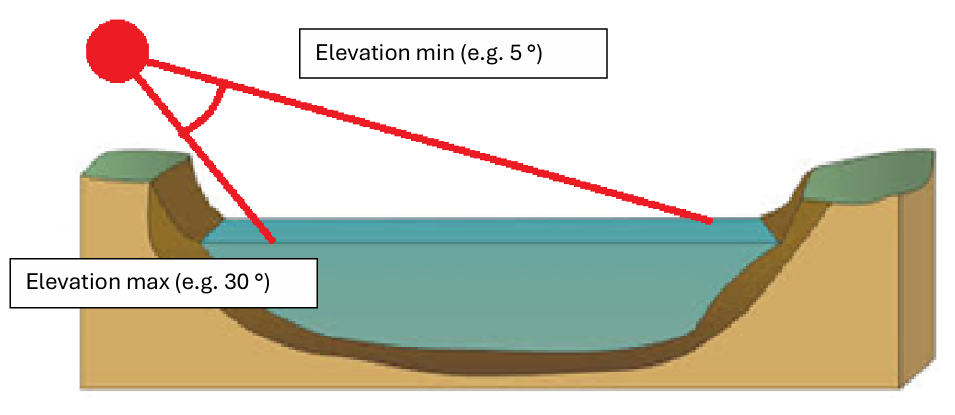 Elevation min (e.g. 5 °)
Elevation max (e.g. 30 °)